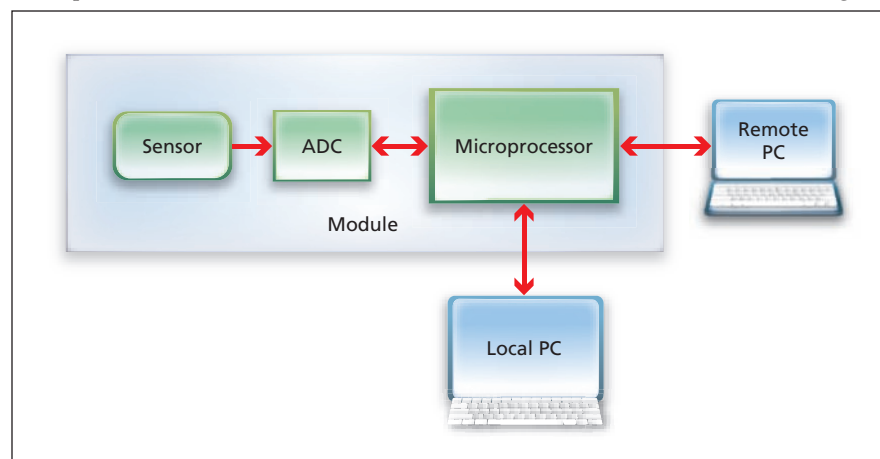 Sensor
ADC
Microprocessor
Remote
PC
Module
Local PC